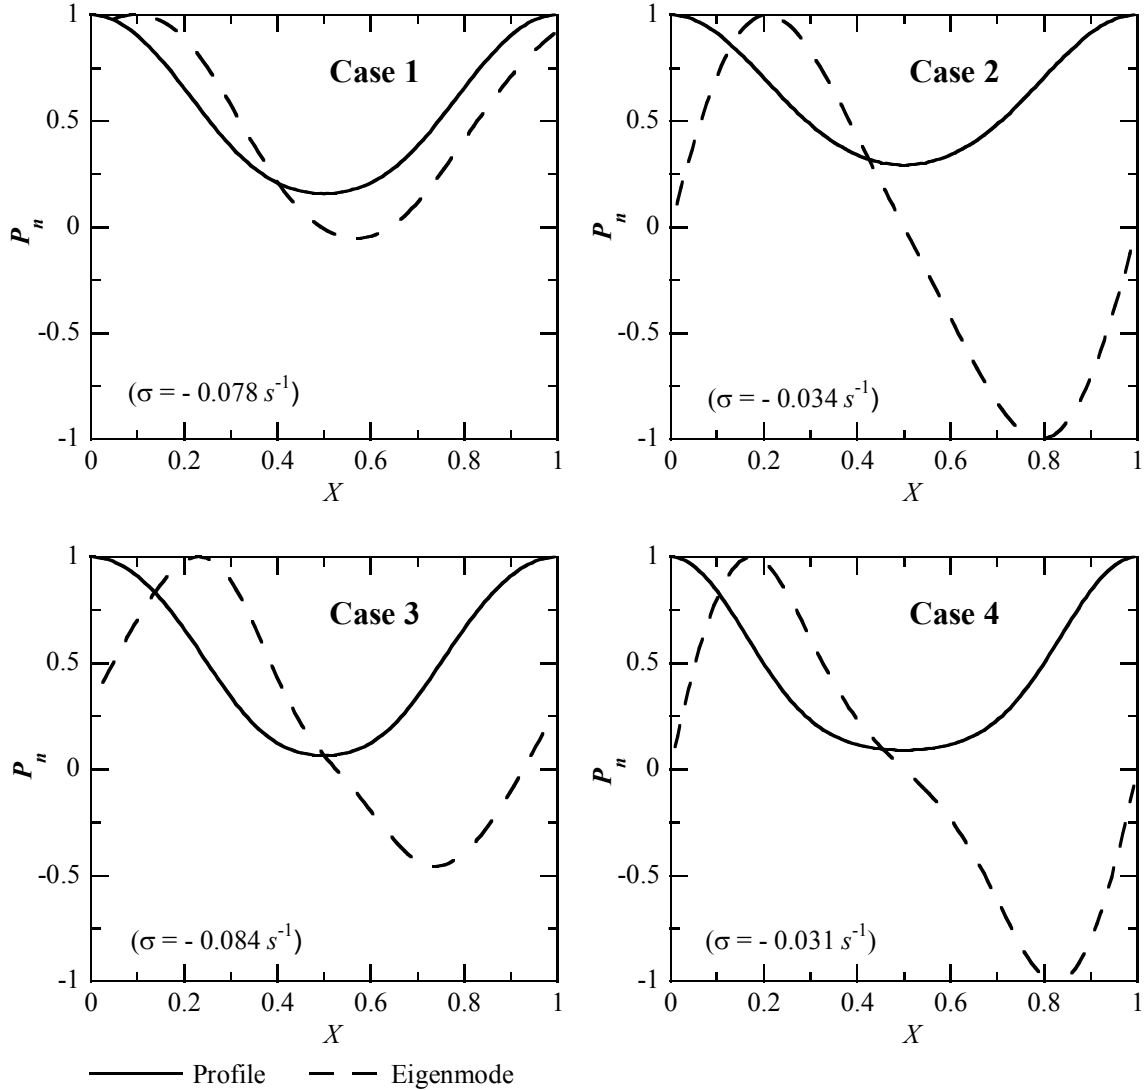 1
0.5
0
-0.5
-1
P_n
Case 1
(σ = - 0.078 s⁻¹)
0 0.2 0.4 0.6 0.8 1
X
1
0.5
0
-0.5
-1
P_n
Case 2
(σ = - 0.034 s⁻¹)
0 0.2 0.4 0.6 0.8 1
X
1
0.5
0
-0.5
-1
P_n
Case 3
(σ = - 0.084 s⁻¹)
0 0.2 0.4 0.6 0.8 1
X
1
0.5
0
-0.5
-1
P_n
Case 4
(σ = - 0.031 s⁻¹)
0 0.2 0.4 0.6 0.8 1
X
Profile Eigenmode